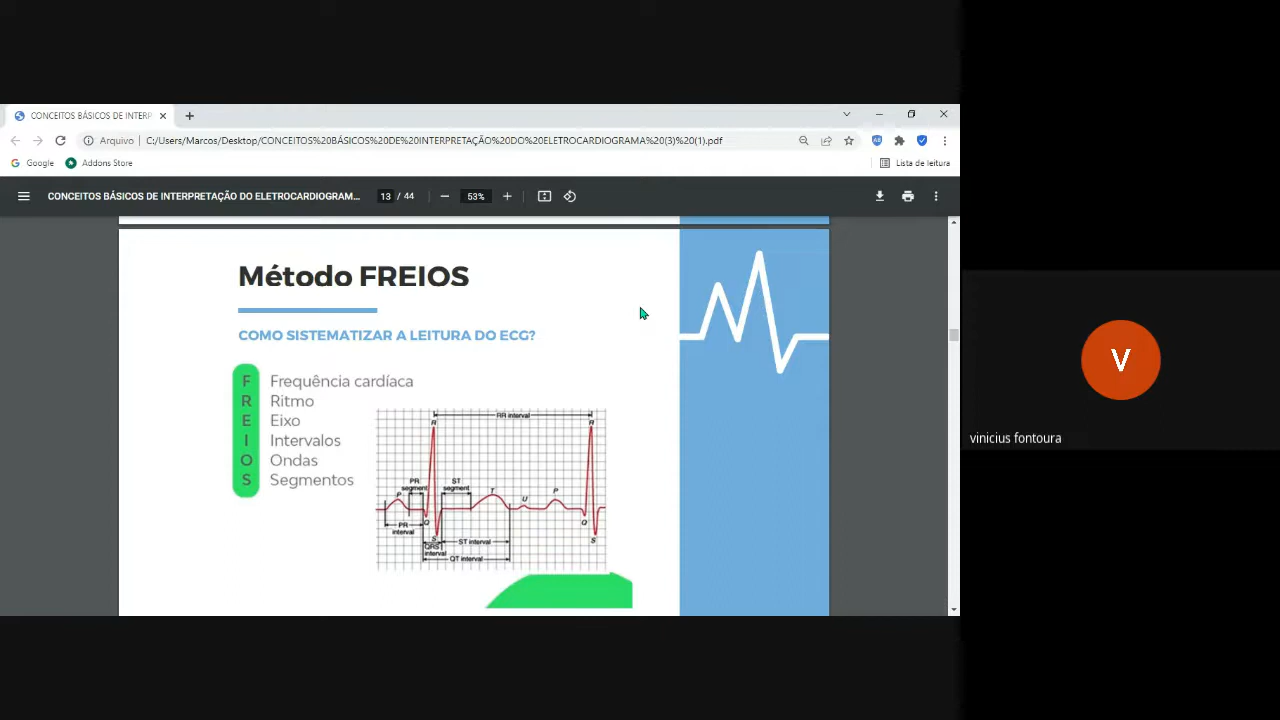 CONCEITOS BÁSICOS DE INTERP
Arquivo C:/Users/Marcos/Desktop/CONCEITOS%20BÁSICOS%20DE%20INTERPRETAÇÃO%20DO%20ELETROCARDIOGRAMA%20(3)%20(1).pdf
Google Addons Store Lista de leitura
CONCEITOS BÁSICOS DE INTERPRETAÇÃO DO ELETROCARDIOGRAM... 13 / 44 53%
Método FREIOS
COMO SISTEMATIZAR A LEITURA DO ECG?
F Frequência cardíaca
R Ritmo
E Eixo
I Intervalos
O Ondas
S Segmentos
RR interval
R R
PR segment
ST segment
P T U P
Q Q
PR interval
S S
QRS interval
ST interval
QT interval
V
vinicius fontoura